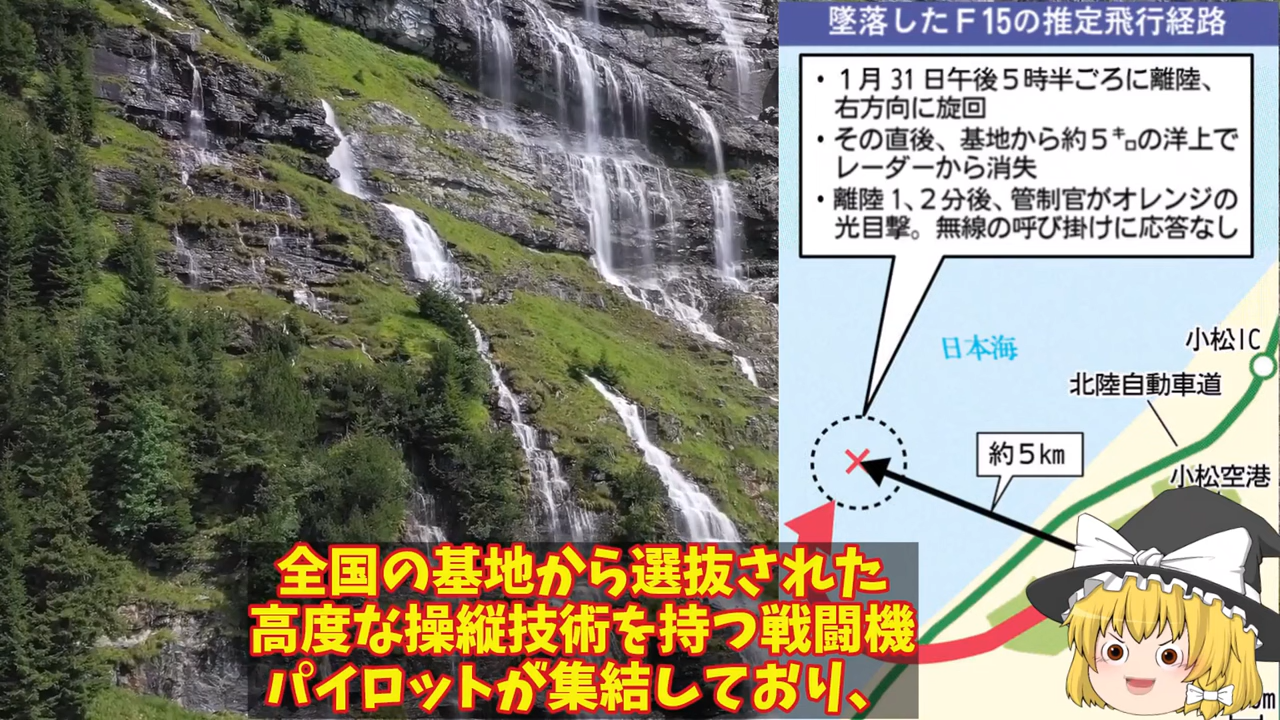 墜落したF15の推定飛行経路
・1月31日午後5時半ごろに離陸、
右方向に旋回
・その直後、基地から約5㌔の洋上で
レーダーから消失
・離陸1、2分後、管制官がオレンジの
光目撃。無線の呼び掛けに応答なし
日本海
小松IC
北陸自動車道
約5km
小松空港
全国の基地から選抜された
高度な操縦技術を持つ戦闘機
パイロットが集結しており、